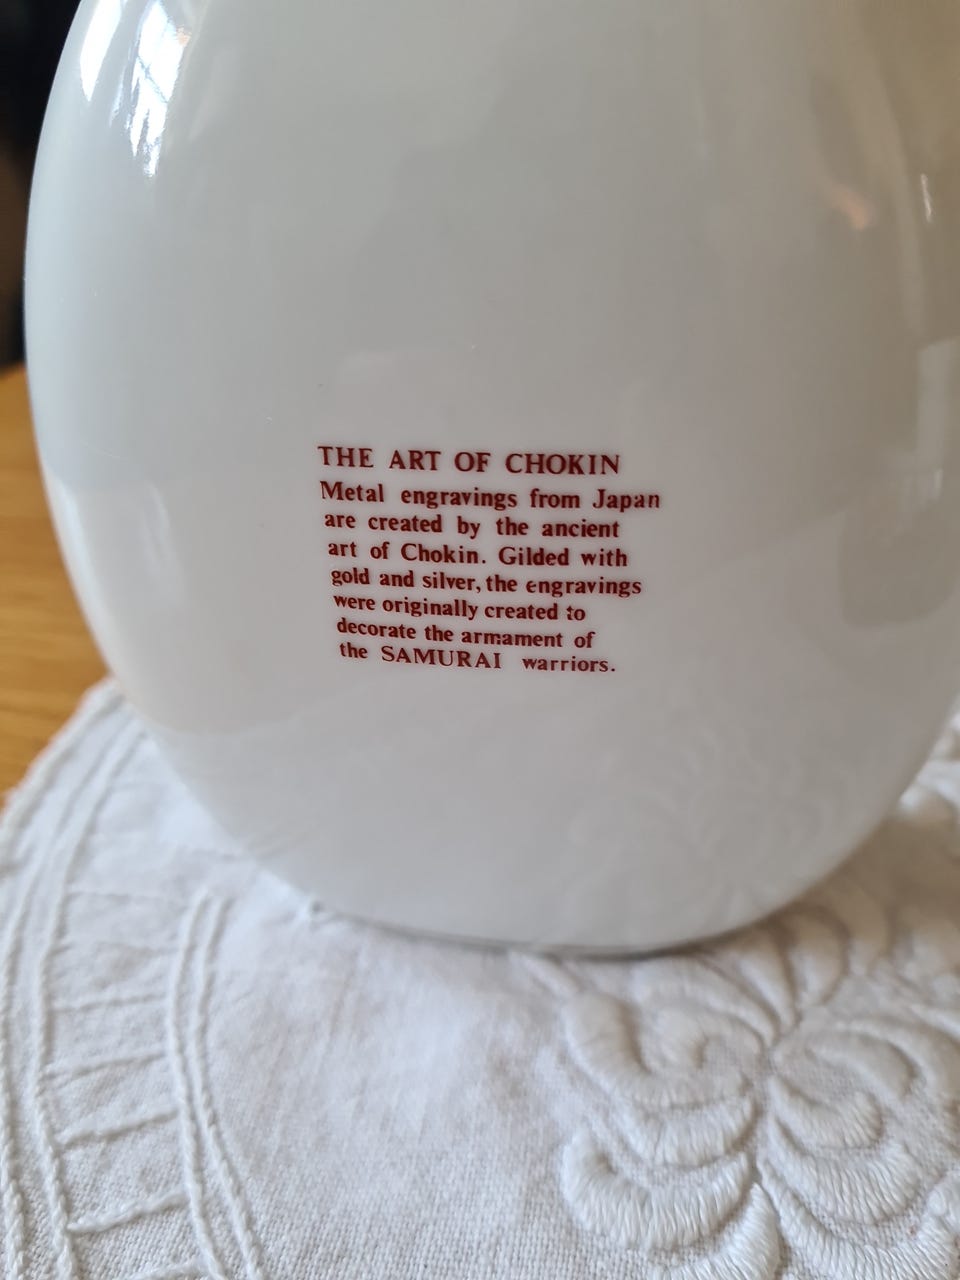 THE ART OF CHOKIN
Metal engravings from Japan
are created by the ancient
art of Chokin. Gilded with
gold and silver, the engravings
were originally created to
decorate the armament of
the SAMURAI warriors.